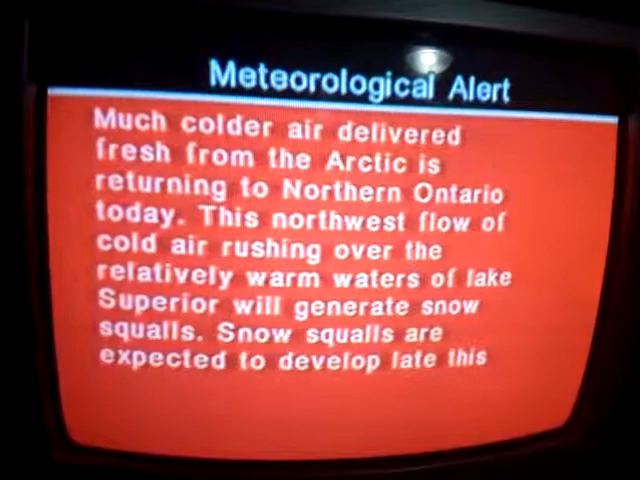 Meteorological Alert
Much colder air delivered
fresh from the Arctic is
returning to Northern Ontario
today. This northwest flow of
cold air rushing over the
relatively warm waters of lake
Superior will generate snow
squalls. Snow squalls are
expected to develop late this